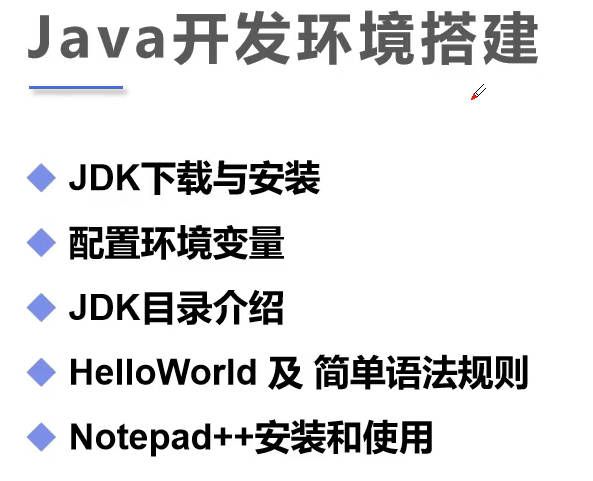 Java开发环境搭建
JDK下载与安装
配置环境变量
JDK目录介绍
HelloWorld 及 简单语法规则
Notepad++安装和使用